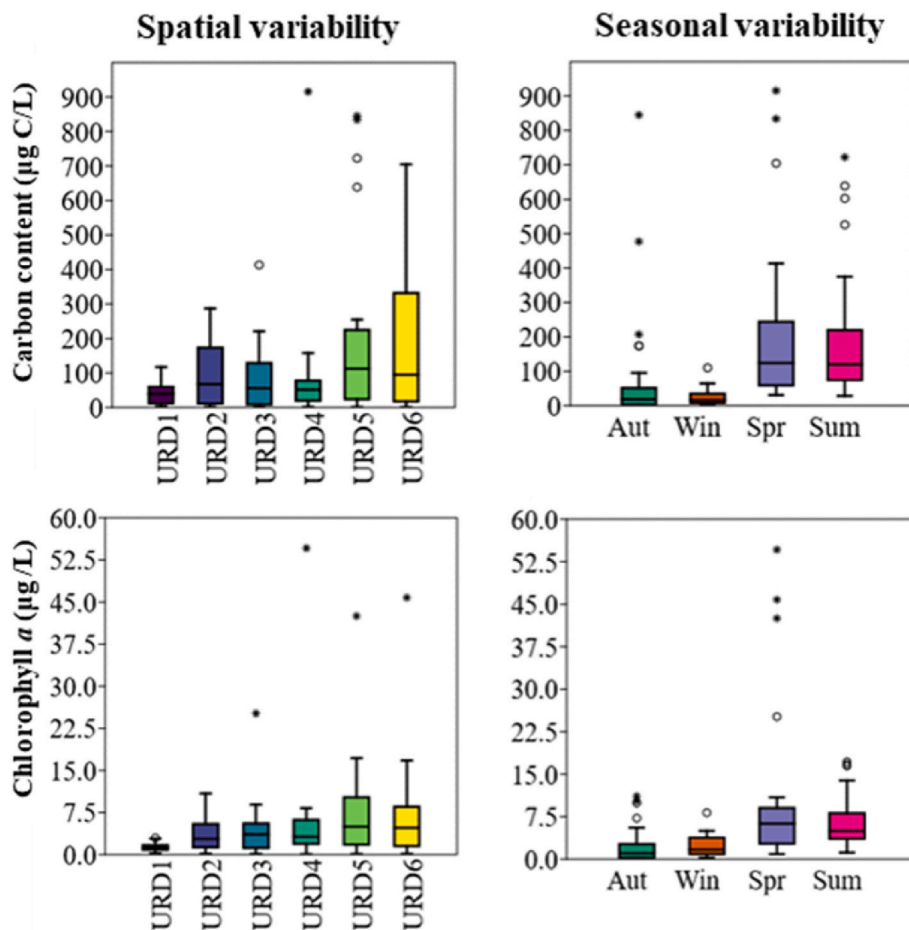 Spatial variability
Seasonal variability
Carbon content (µg C/L)
900
800
700
600
500
400
300
200
100
0
URD1
URD2
URD3
URD4
URD5
URD6
900
800
700
600
500
400
300
200
100
0
Aut Win Spr Sum
Chlorophyll a (µg/L)
60.0
52.5
45.0
37.5
30.0
22.5
15.0
7.5
0.0
URD1
URD2
URD3
URD4
URD5
URD6
60.0
52.5
45.0
37.5
30.0
22.5
15.0
7.5
0.0
Aut Win Spr Sum